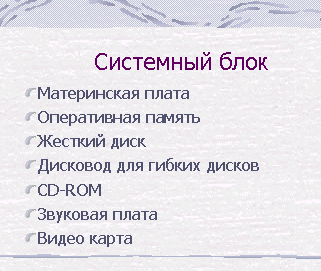 Системный блок
Материнская плата
Оперативная память
Жесткий диск
Дисковод для гибких дисков
CD-ROM
Звуковая плата
Видео карта